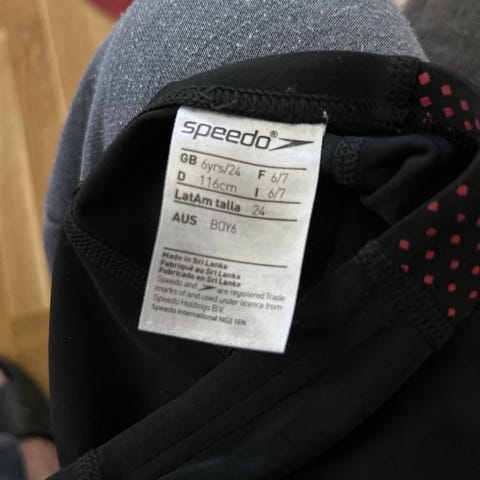 speedo®
GB 6yrs/24 F 6/7
D 116cm I 6/7
LatAm talla 24
AUS BOY6
Made in Sri Lanka
Fabriqué au Sri Lanka
Fabricado en Sri Lanka
Speedo and are registered Trade
marks of and used under licence from
Speedo Holdings B.V.
Speedo International NG2 1EN